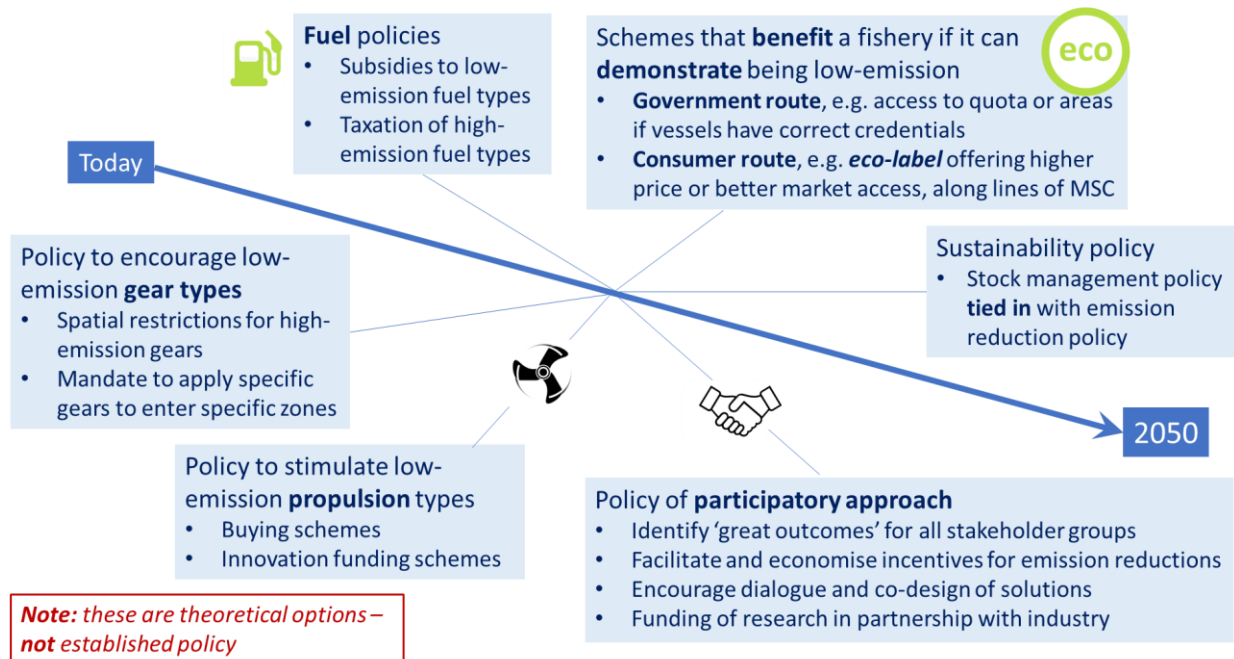 Fuel policies
• Subsidies to low-
emission fuel types
• Taxation of high-
emission fuel types
Schemes that benefit a fishery if it can
demonstrate being low-emission
• Government route, e.g. access to quota or areas
if vessels have correct credentials
• Consumer route, e.g. eco-label offering higher
price or better market access, along lines of MSC
eco
Today
Policy to encourage low-
emission gear types
• Spatial restrictions for high-
emission gears
• Mandate to apply specific
gears to enter specific zones
Sustainability policy
• Stock management policy
tied in with emission
reduction policy
2050
Policy to stimulate low-
emission propulsion types
• Buying schemes
• Innovation funding schemes
Policy of participatory approach
• Identify ‘great outcomes’ for all stakeholder groups
• Facilitate and economise incentives for emission reductions
• Encourage dialogue and co-design of solutions
• Funding of research in partnership with industry
Note: these are theoretical options –
not established policy